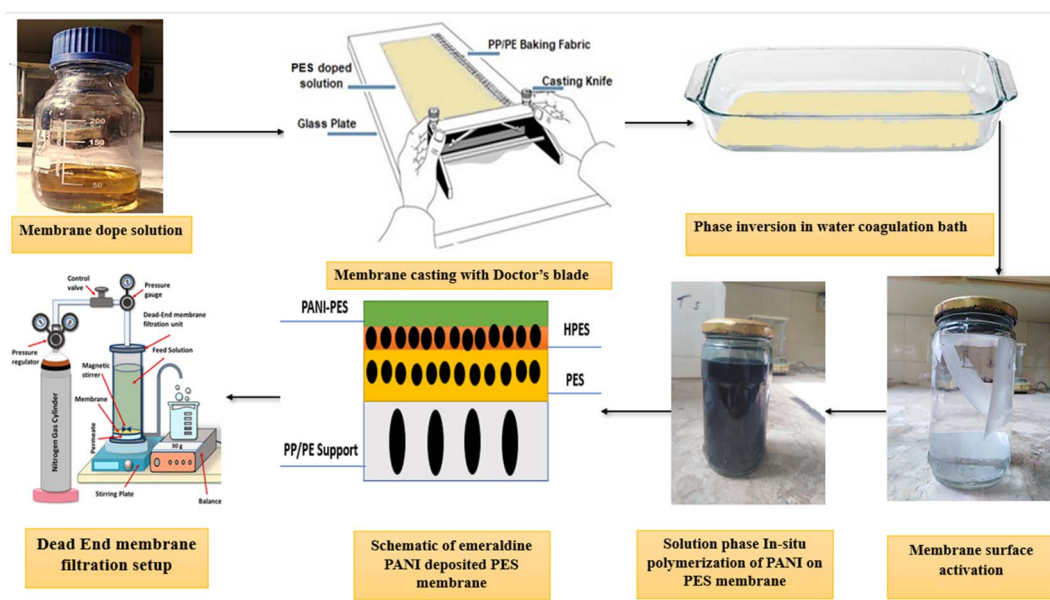 200
150
100
50
Membrane dope solution
PES doped
solution
Glass Plate
PP/PE Baking Fabric
Casting Knife
Membrane casting with Doctor's blade
Phase inversion in water coagulation bath
Control
valve
Pressure
gauge
Dead-End membrane
filtration unit
Feed Solution
Pressure
regulator
Magnetic
stirrer
Membrane
Permeate
Nitrogen Gas Cylinder
30 g
Stirring Plate
Balance
Dead End membrane
filtration setup
PANI-PES
HPES
PES
PP/PE Support
Schematic of emeraldine
PANI deposited PES
membrane
T S
Solution phase In-situ
polymerization of PANI on
PES membrane
Membrane surface
activation